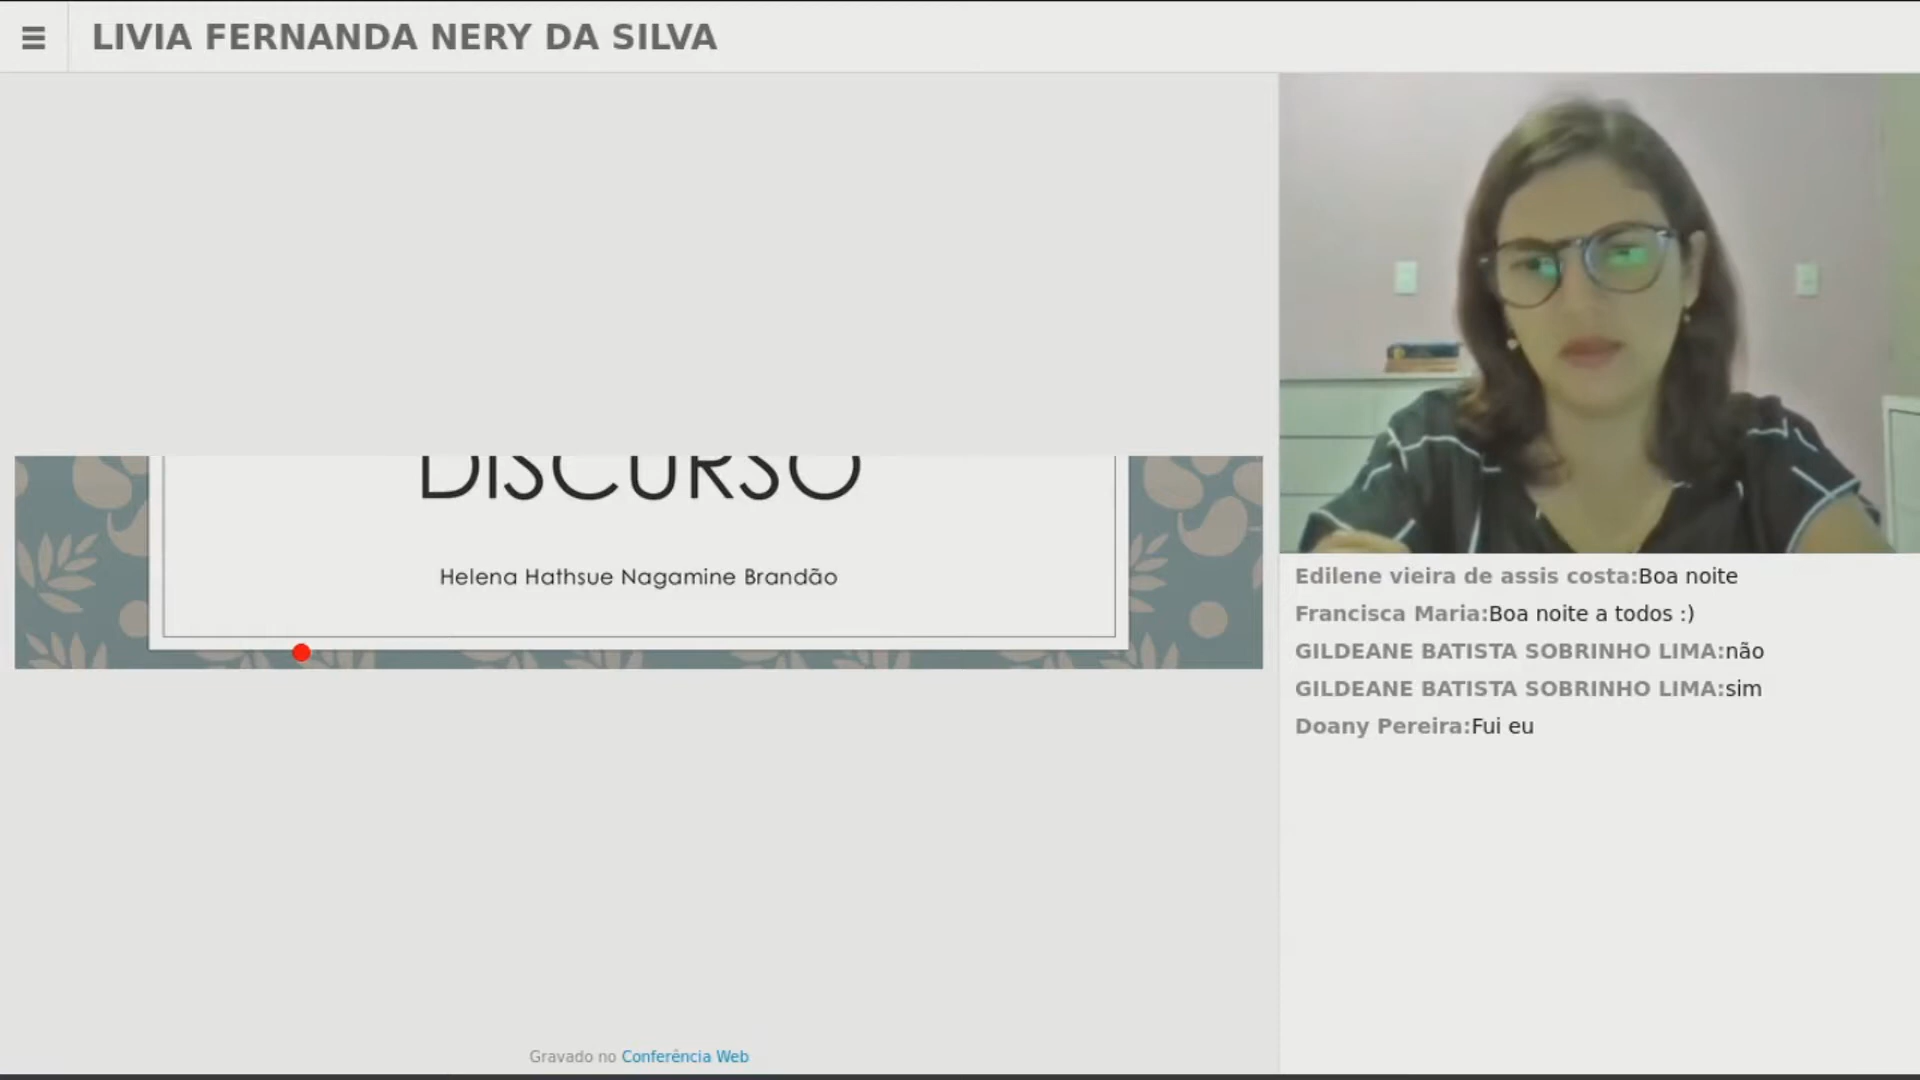 LIVIA FERNANDA NERY DA SILVA
DISCURSO
Helena Hathsue Nagamine Brandão
Edilene vieira de assis costa:Boa noite
Francisca Maria:Boa noite a todos :)
GILDEANE BATISTA SOBRINHO LIMA:não
GILDEANE BATISTA SOBRINHO LIMA:sim
Doany Pereira:Fui eu
Gravado no Conferência Web